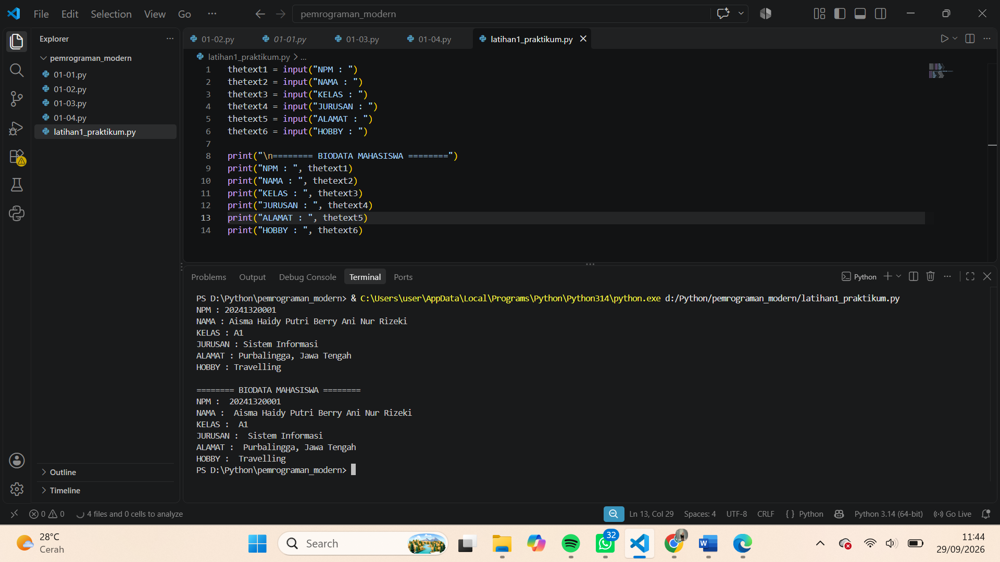 File Edit Selection View Go ··· pemrograman_modern
Explorer ···
pemrograman_modern
01-01.py
01-02.py
01-03.py
01-04.py
latihan1_praktikum.py
Outline
Timeline
01-02.py 01-01.py 01-03.py 01-04.py latihan1_praktikum.py
latihan1_praktikum.py > ...
1 thetext1 = input("NPM : ")
2 thetext2 = input("NAMA : ")
3 thetext3 = input("KELAS : ")
4 thetext4 = input("JURUSAN : ")
5 thetext5 = input("ALAMAT : ")
6 thetext6 = input("HOBBY : ")
7
8 print("\n======== BIODATA MAHASISWA ========")
9 print("NPM : ", thetext1)
10 print("NAMA : ", thetext2)
11 print("KELAS : ", thetext3)
12 print("JURUSAN : ", thetext4)
13 print("ALAMAT : ", thetext5)
14 print("HOBBY : ", thetext6)
Problems Output Debug Console Terminal Ports Python
PS D:\Python\pemrograman_modern> & C:\Users\user\AppData\Local\Programs\Python\Python314\python.exe d:/Python/pemrograman_modern/latihan1_praktikum.py
NPM : 20241320001
NAMA : Aisma Haidy Putri Berry Ani Nur Rizeki
KELAS : A1
JURUSAN : Sistem Informasi
ALAMAT : Purbalingga, Jawa Tengah
HOBBY : Travelling
======== BIODATA MAHASISWA ========
NPM :  20241320001
NAMA :  Aisma Haidy Putri Berry Ani Nur Rizeki
KELAS :  A1
JURUSAN :  Sistem Informasi
ALAMAT :  Purbalingga, Jawa Tengah
HOBBY :  Travelling
PS D:\Python\pemrograman_modern>
0 0 4 files and 0 cells to analyze Ln 13, Col 29 Spaces: 4 UTF-8 CRLF { } Python Python 3.14 (64-bit) Go Live
28°C
Cerah
Search
32
W
11:44
29/09/2026